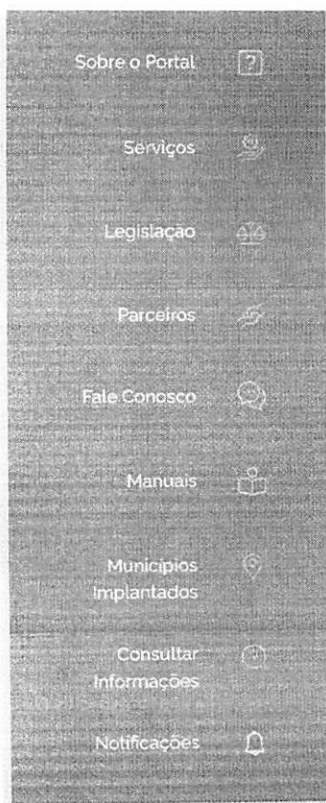 Sobre o Portal
Serviços
Legislação
Parceiros
Fale Conosco
Manuais
Municípios
Implantados
Consultar
Informações
Notificações